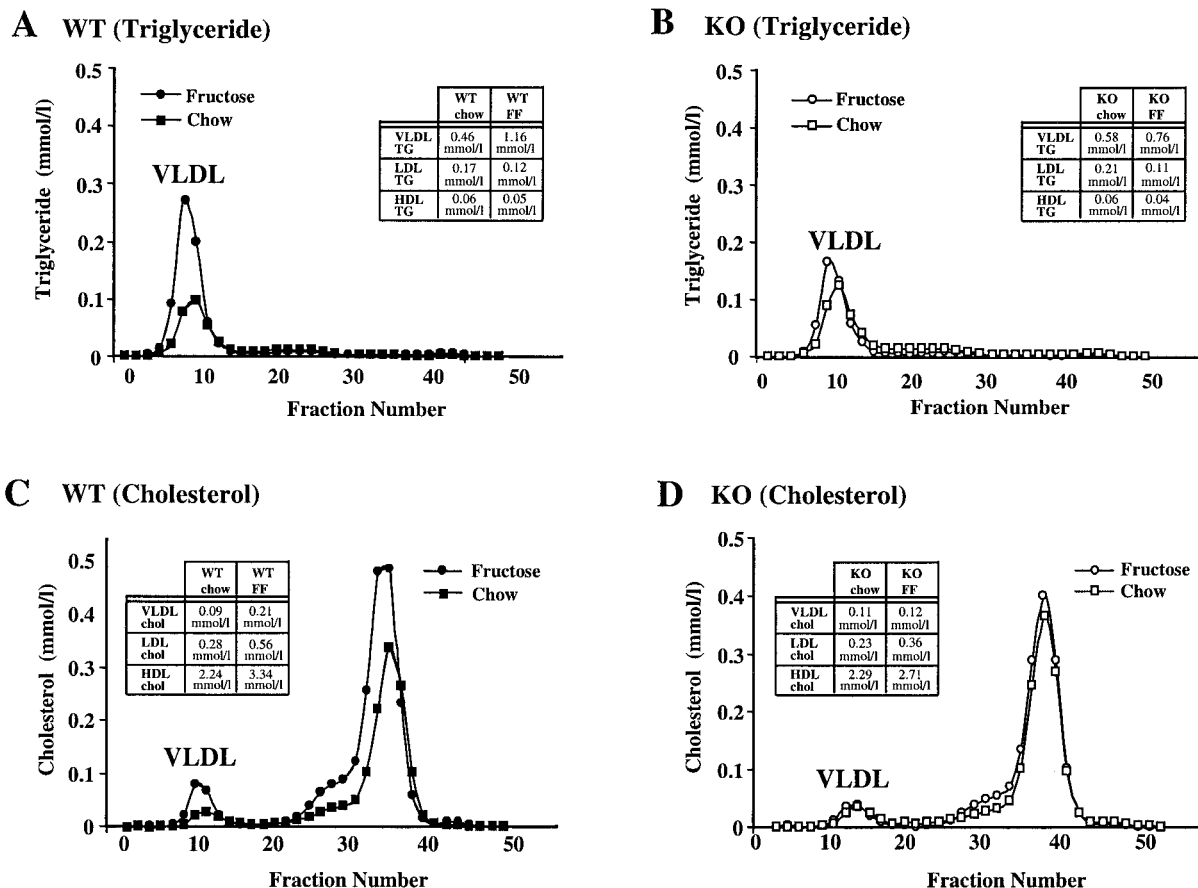 A WT (Triglyceride)
0.5
0.4
0.3
0.2
0.1
0
Triglyceride (mmol/l)
Fructose
Chow
WT chow WT FF
VLDL TG 0.46 mmol/l 1.16 mmol/l
LDL TG 0.17 mmol/l 0.12 mmol/l
HDL TG 0.06 mmol/l 0.05 mmol/l
VLDL
0 10 20 30 40 50
Fraction Number
B KO (Triglyceride)
0.5
0.4
0.3
0.2
0.1
0
Triglyceride (mmol/l)
Fructose
Chow
KO chow KO FF
VLDL TG 0.58 mmol/l 0.76 mmol/l
LDL TG 0.21 mmol/l 0.11 mmol/l
HDL TG 0.06 mmol/l 0.04 mmol/l
VLDL
0 10 20 30 40 50
Fraction Number
C WT (Cholesterol)
0.5
0.4
0.3
0.2
0.1
0
Cholesterol (mmol/l)
WT chow WT FF
VLDL chol 0.09 mmol/l 0.21 mmol/l
LDL chol 0.28 mmol/l 0.56 mmol/l
HDL chol 2.24 mmol/l 3.34 mmol/l
Fructose
Chow
VLDL
0 10 20 30 40 50
Fraction Number
D KO (Cholesterol)
0.5
0.4
0.3
0.2
0.1
0.0
Cholesterol (mmol/l)
KO chow KO FF
VLDL chol 0.11 mmol/l 0.12 mmol/l
LDL chol 0.23 mmol/l 0.36 mmol/l
HDL chol 2.29 mmol/l 2.71 mmol/l
Fructose
Chow
VLDL
0 10 20 30 40 50
Fraction Number